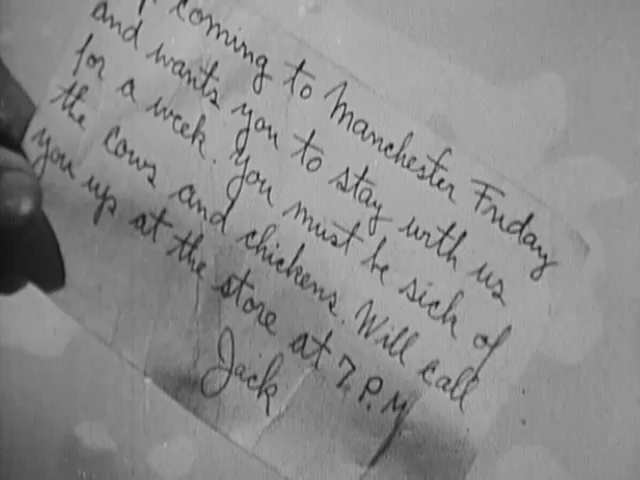 coming to Manchester Friday
and wants you to stay with us
for a week. You must be sick of
the cows and chickens. Will call
you up at the store at 7 P.M
Jack